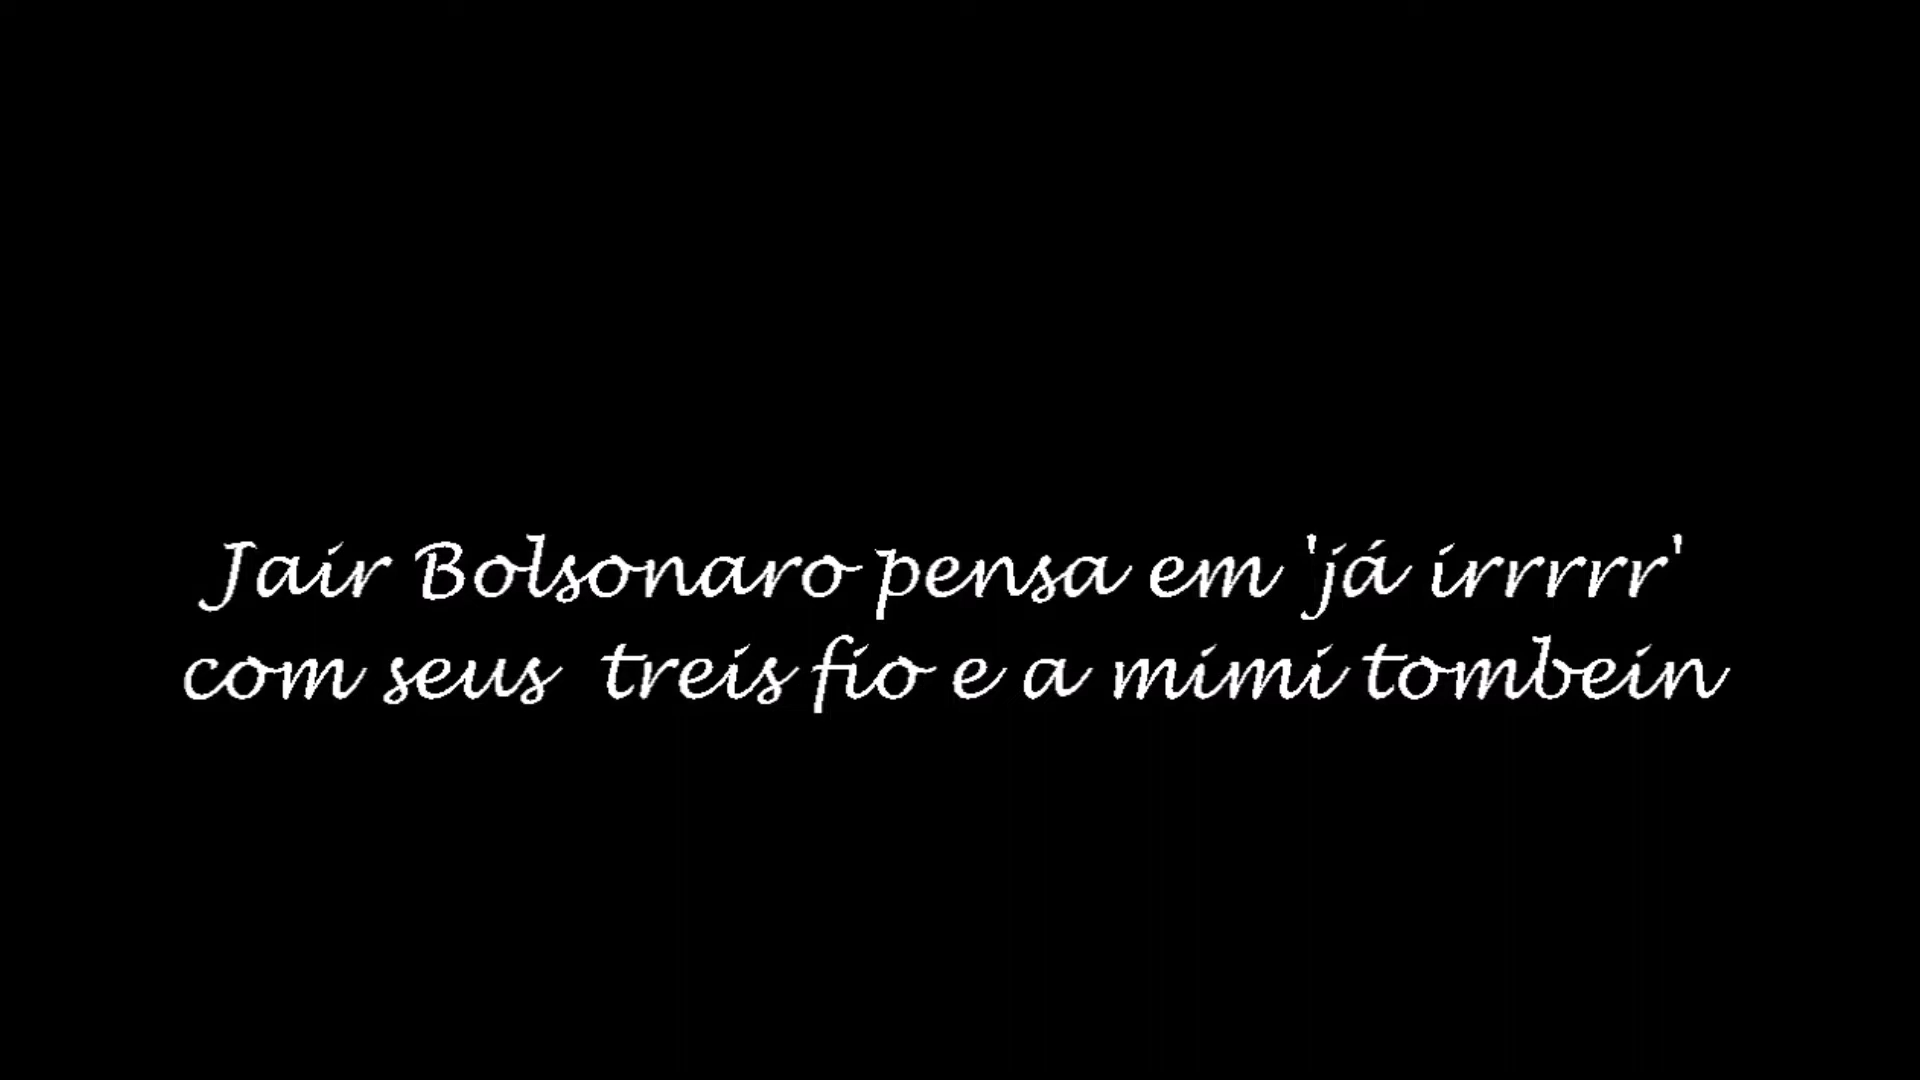 Jair Bolsonaro pensa em 'já irrrrr'
com seus  treis fio e a mimi tombein